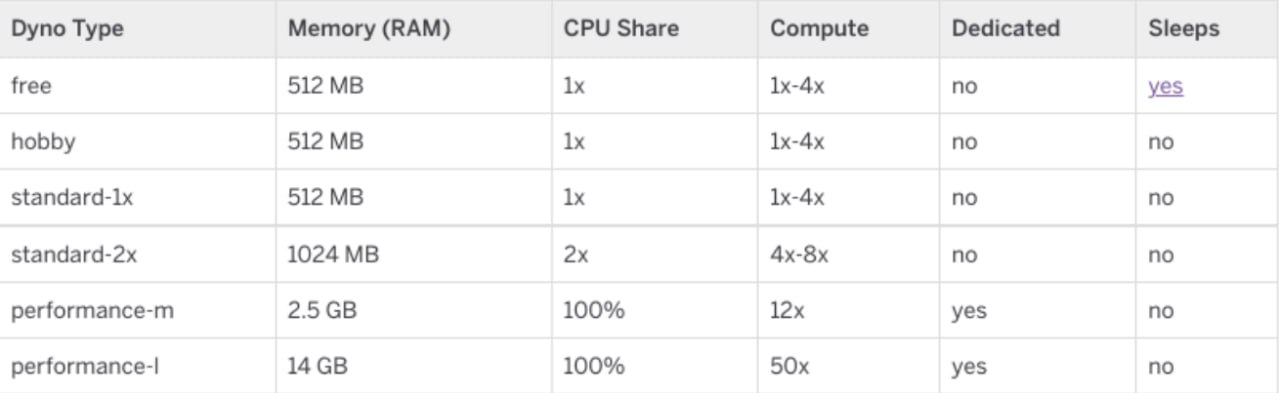 Dyno Type Memory (RAM) CPU Share Compute Dedicated Sleeps
free 512 MB 1x 1x-4x no yes
hobby 512 MB 1x 1x-4x no no
standard-1x 512 MB 1x 1x-4x no no
standard-2x 1024 MB 2x 4x-8x no no
performance-m 2.5 GB 100% 12x yes no
performance-l 14 GB 100% 50x yes no